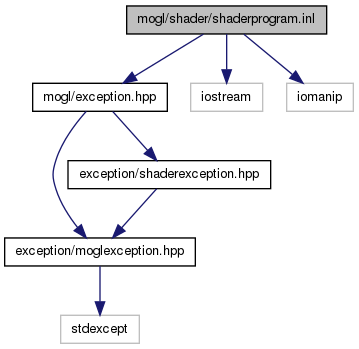 mogl/shader/shaderprogram.inl
mogl/exception.hpp
iostream
iomanip
exception/shaderexception.hpp
exception/moglexception.hpp
stdexcept